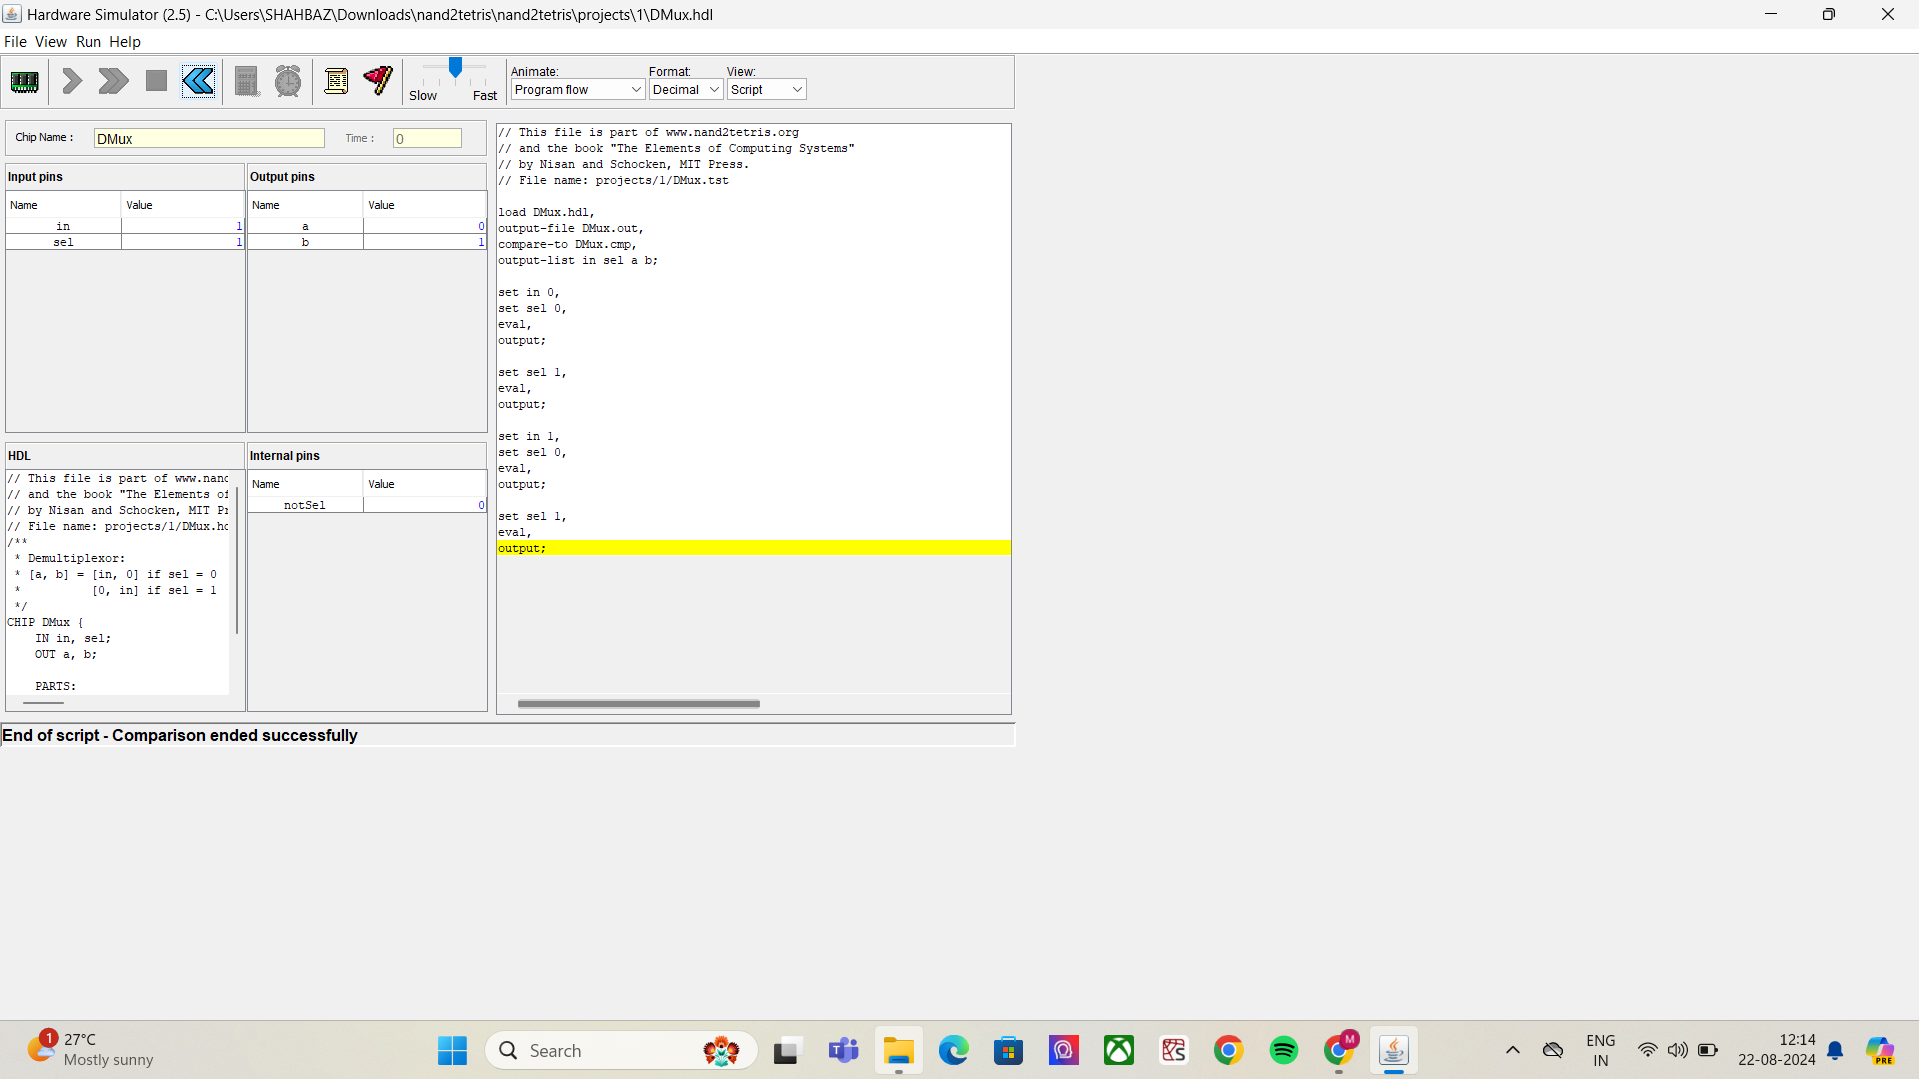 Hardware Simulator (2.5) - C:\Users\SHAHBAZ\Downloads\nand2tetris\nand2tetris\projects\1\DMux.hdl
File View Run Help
Slow Fast
Animate:
Program flow
Format:
Decimal
View:
Script
Chip Name :
DMux
Time :
0
Input pins
Name Value
in 1
sel 1
Output pins
Name Value
a 0
b 1
HDL
// This file is part of www.nand
// and the book "The Elements of
// by Nisan and Schocken, MIT Pr
// File name: projects/1/DMux.hd
/**
* Demultiplexor:
* [a, b] = [in, 0] if sel = 0
* [0, in] if sel = 1
*/
CHIP DMux {
IN in, sel;
OUT a, b;
PARTS:
Internal pins
Name Value
notSel 0
// This file is part of www.nand2tetris.org
// and the book "The Elements of Computing Systems"
// by Nisan and Schocken, MIT Press.
// File name: projects/1/DMux.tst
load DMux.hdl,
output-file DMux.out,
compare-to DMux.cmp,
output-list in sel a b;
set in 0,
set sel 0,
eval,
output;
set sel 1,
eval,
output;
set in 1,
set sel 0,
eval,
output;
set sel 1,
eval,
output;
End of script - Comparison ended successfully
1
27°C
Mostly sunny
Search
M
ENG
IN
12:14
22-08-2024
PRE